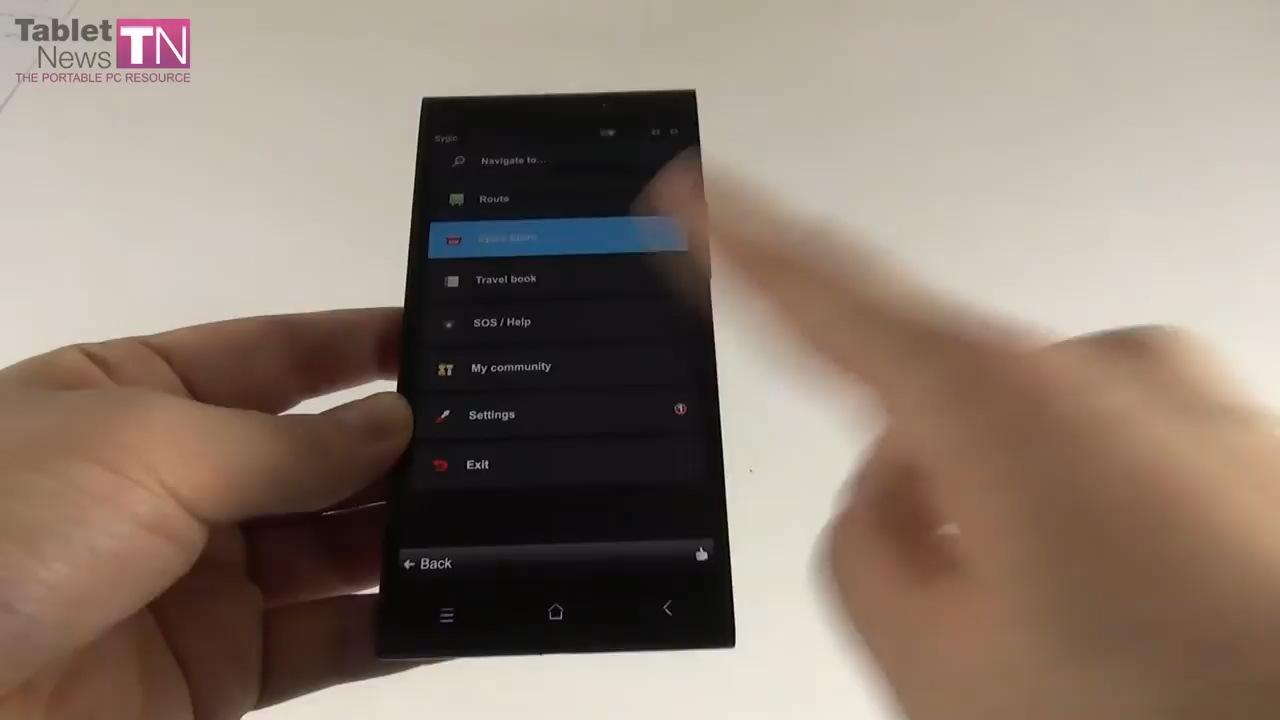 Tablet
News TN
THE PORTABLE PC RESOURCE
Sygic
Navigate to...
Route
Travel book
SOS / Help
My community
Settings
1
Exit
Back